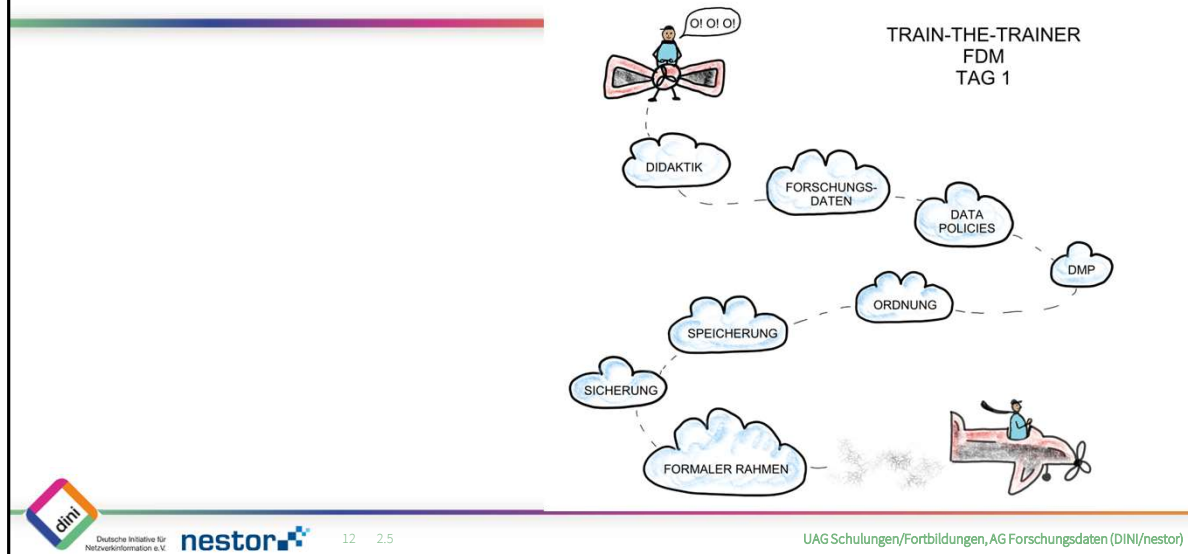 O! O! O!
TRAIN-THE-TRAINER
FDM
TAG 1
DIDAKTIK
FORSCHUNGS-
DATEN
DATA
POLICIES
DMP
ORDNUNG
SPEICHERUNG
SICHERUNG
FORMALER RAHMEN
dini
Deutsche Initiative für
Netzwerkinformation e.V.
nestor
12 2.5
UAG Schulungen/Fortbildungen, AG Forschungsdaten (DINI/nestor)